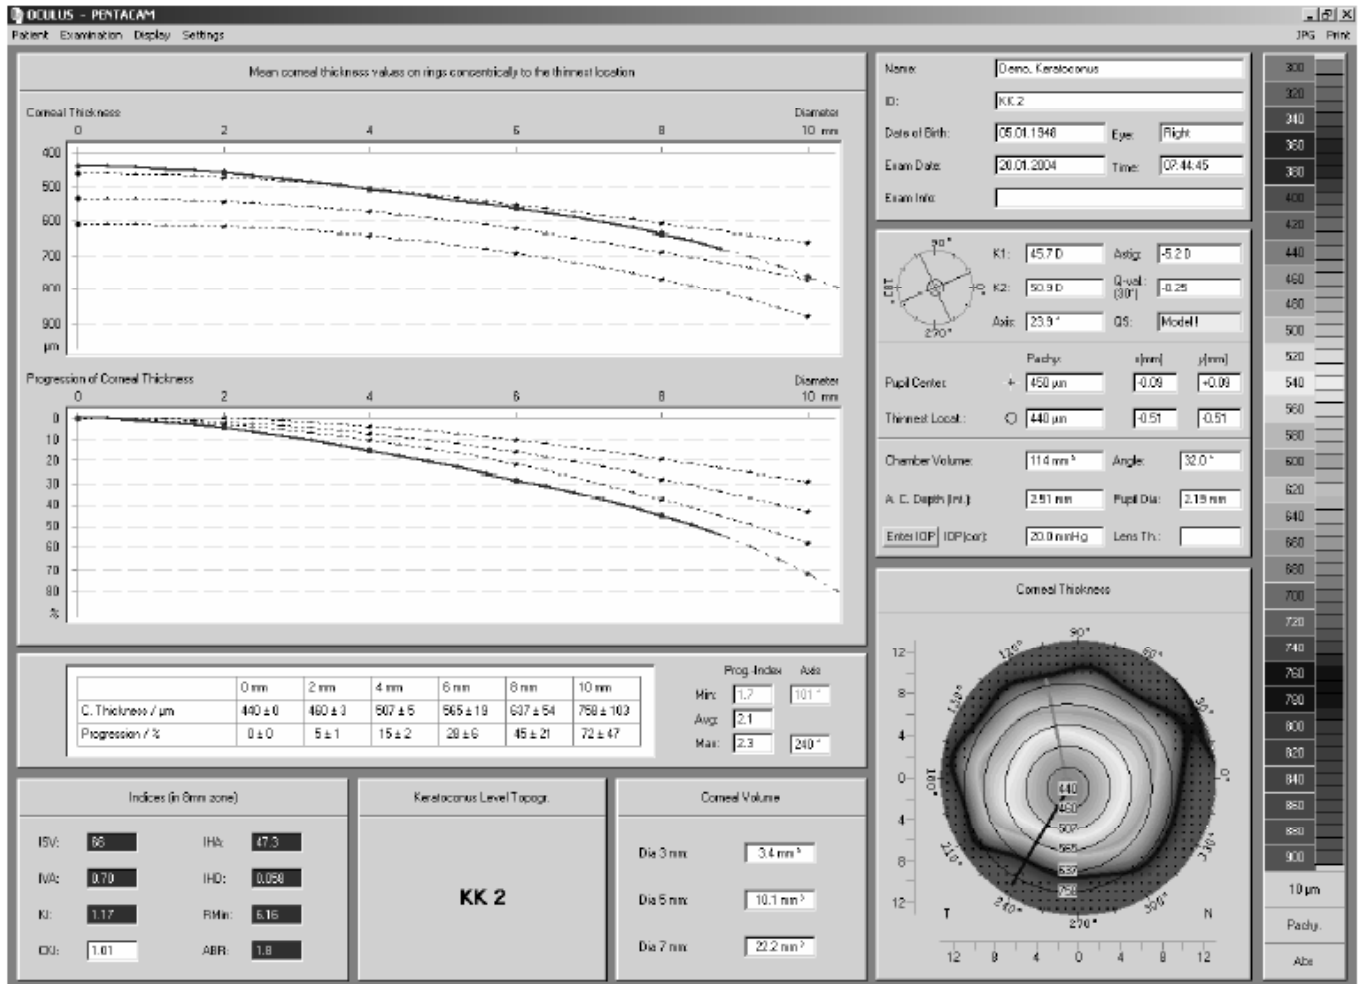 OCULUS - PENTACAM
Patient Examination Display Settings JPG Print
Mean corneal thickness values on rings concentrically to the thinnest location
Corneal Thickness Diameter
0 2 4 6 8 10 mm
400
500
600
700
800
900
µm
Progression of Corneal Thickness Diameter
0 2 4 6 8 10 mm
0
10
20
30
40
50
60
70
80
%
0 mm 2 mm 4 mm 6 mm 8 mm 10 mm
C. Thickness / µm 440 ± 0 460 ± 3 507 ± 5 565 ± 19 637 ± 54 758 ± 103
Progression / % 0 ± 0 5 ± 1 15 ± 2 28 ± 6 45 ± 21 72 ± 47
Prog.-Index Axis
Min: 1.7 101 °
Avg: 2.1
Max: 2.3 240 °
Indices (in 8mm zone)
ISV: 66 IHA: 47.3
IVA: 0.70 IHD: 0.058
KI: 1.17 RMin: 6.16
CKI: 1.01 ABR: 1.8
Keratoconus Level Topogr.
KK 2
Corneal Volume
Dia 3 mm: 3.4 mm³
Dia 5 mm: 10.1 mm³
Dia 7 mm: 22.2 mm³
Name: Demo, Keratoconus
ID: KK 2
Date of Birth: 05.01.1948 Eye: Right
Exam Date: 20.01.2004 Time: 07:44:45
Exam Info:
90°
180°
0°
270°
K1: 45.7 D Astig: -5.2 D
K2: 50.9 D Q-val.: (30°) -0.25
Axis: 23.9 ° QS: Model !
Pachy: x[mm] y[mm]
Pupil Center: + 450 µm -0.09 +0.09
Thinnest Locat.: O 440 µm -0.51 -0.51
Chamber Volume: 114 mm³ Angle: 32.0 °
A. C. Depth (Int.): 2.91 mm Pupil Dia: 2.19 mm
Enter IOP IOP(cor): 20.0 mmHg Lens Th.:
Corneal Thickness
90°
120° 60°
150° 30°
180° 0°
210° 330°
240° 300°
270°
12
8
4
0
4
8
12
440
460
507
565
637
758
T N
12 8 4 0 4 8 12
300
320
340
360
380
400
420
440
460
480
500
520
540
560
580
600
620
640
660
680
700
720
740
760
780
800
820
840
860
880
900
10 µm
Pachy.
Abs